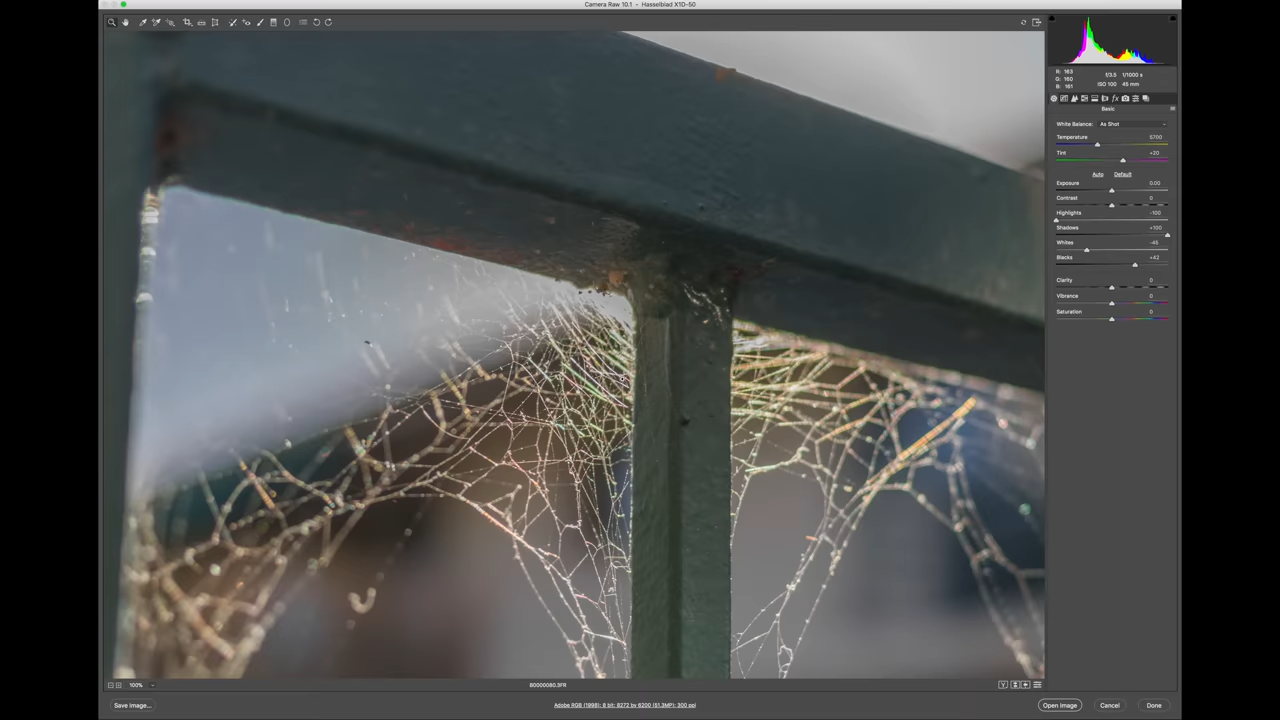 Camera Raw 10.1 - Hasselblad X1D-50
R: 163
G: 160
B: 161
f/3.5 1/1000 s
ISO 100 45 mm
Basic
White Balance: As Shot
Temperature 5700
Tint +20
Auto Default
Exposure 0.00
Contrast 0
Highlights -100
Shadows +100
Whites -45
Blacks +42
Clarity 0
Vibrance 0
Saturation 0
100%
B0000080.3FR
Save Image...
Adobe RGB (1998); 8 bit; 8272 by 6200 (51.3MP); 300 ppi
Open Image
Cancel
Done